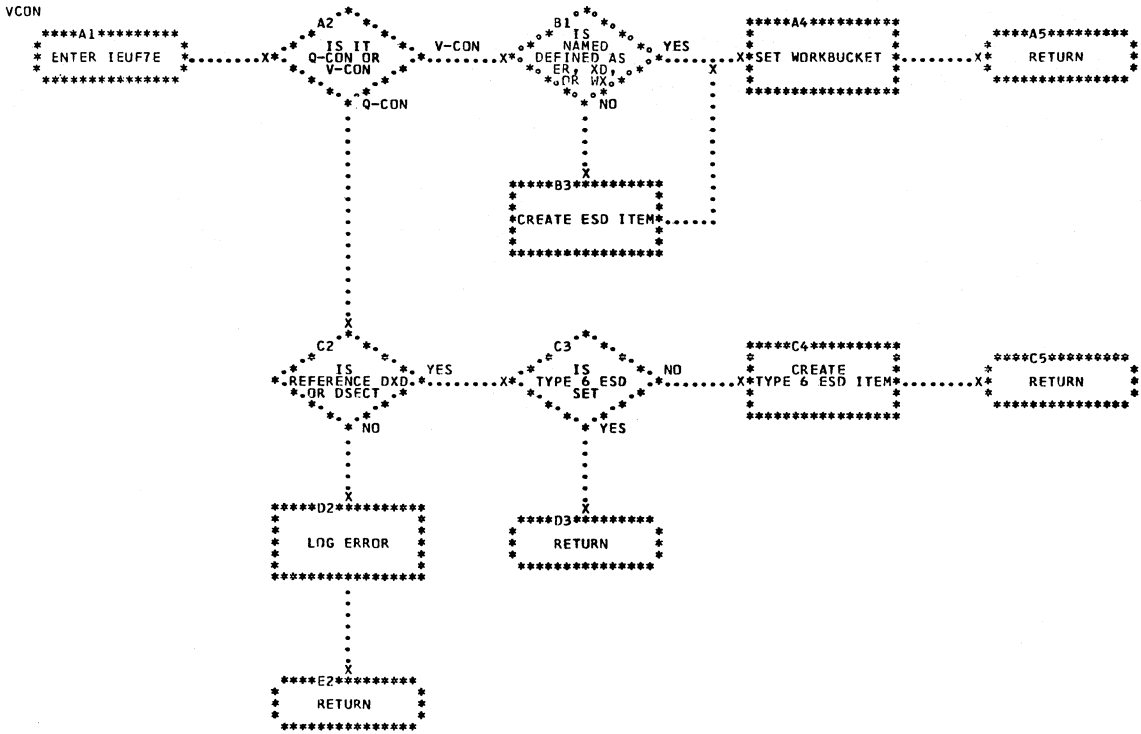 VCON
A1
ENTER IEUF7E
A2
IS IT
Q-CON OR
V-CON
V-CON
Q-CON
B1
IS
NAMED
DEFINED AS
ER, XD,
OR WX
YES
NO
A4
SET WORKBUCKET
A5
RETURN
B3
CREATE ESD ITEM
C2
IS
REFERENCE DXD
OR DSECT
YES
NO
C3
IS
TYPE 6 ESD
SET
NO
YES
C4
CREATE
TYPE 6 ESD ITEM
C5
RETURN
D2
LOG ERROR
D3
RETURN
E2
RETURN